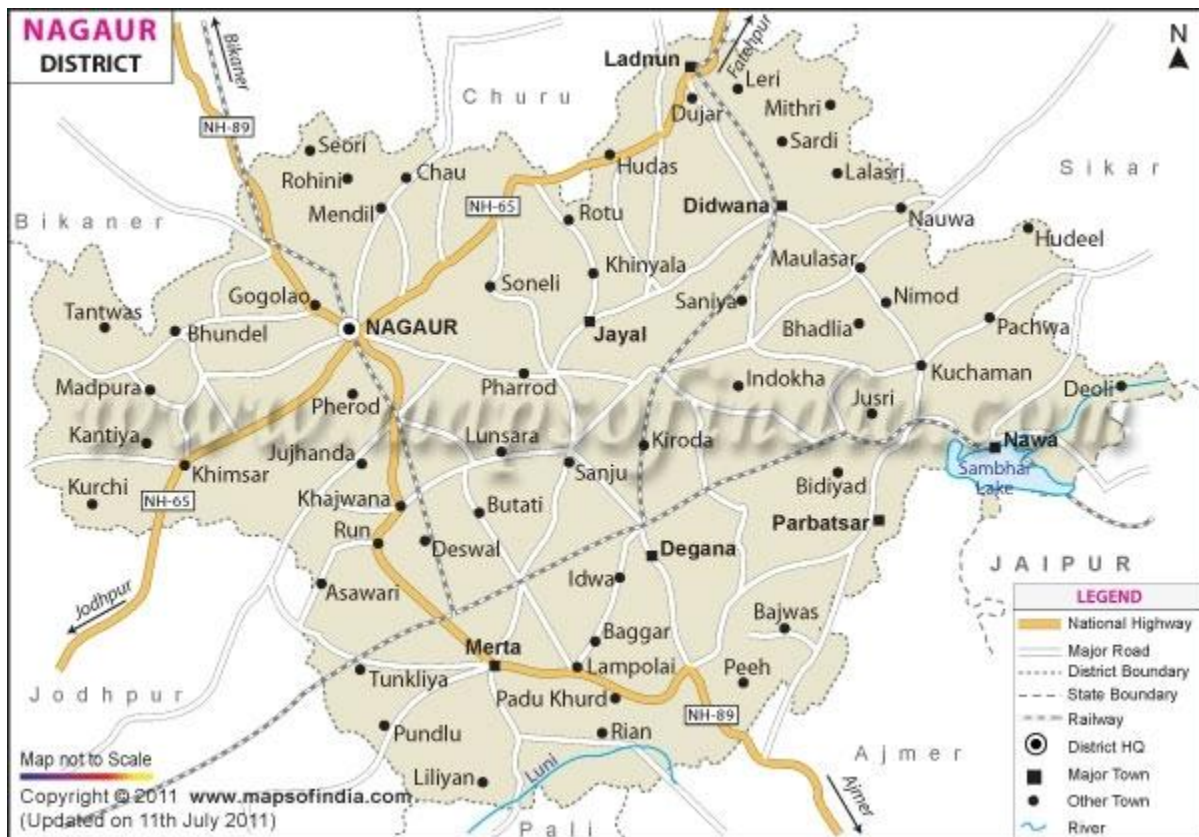 NAGAUR
DISTRICT
N
Bikaner
NH-89
Churu
Ladnun
Fatehpur
Leri
Dujar
Mithri
Seori
Hudas
Sardi
Rohini
Chau
Lalasri
Sikar
NH-65
Mendil
Rotu
Didwana
Nauwa
Bikaner
Hudeel
Khinyala
Maulasar
Soneli
Gogolao
Saniya
Nimod
Tantwas
Bhundel
NAGAUR
Jayal
Bhadlia
Pachwa
Pharrod
Kuchaman
Madpura
Indokha
Deoli
Pherod
Jusri
www.mapsofindia.com
Kantiya
Lunsara
Kiroda
Nawa
Jujhanda
Khimsar
Sanju
Sambhar
Lake
Kurchi
Bidiyad
NH-65
Khajwana
Butati
Parbatsar
Run
Deswal
Degana
JAIPUR
Idwa
Asawari
Jodhpur
Baggar
Bajwas
Merta
Lampolai
Peeh
Tunkliya
Jodhpur
Padu Khurd
NH-89
Pundlu
Rian
Ajmer
Liliyan
Luni
Ajmer
Pali
LEGEND
National Highway
Major Road
District Boundary
State Boundary
Railway
District HQ
Major Town
Other Town
River
Map not to Scale
Copyright © 2011 www.mapsofindia.com
(Updated on 11th July 2011)